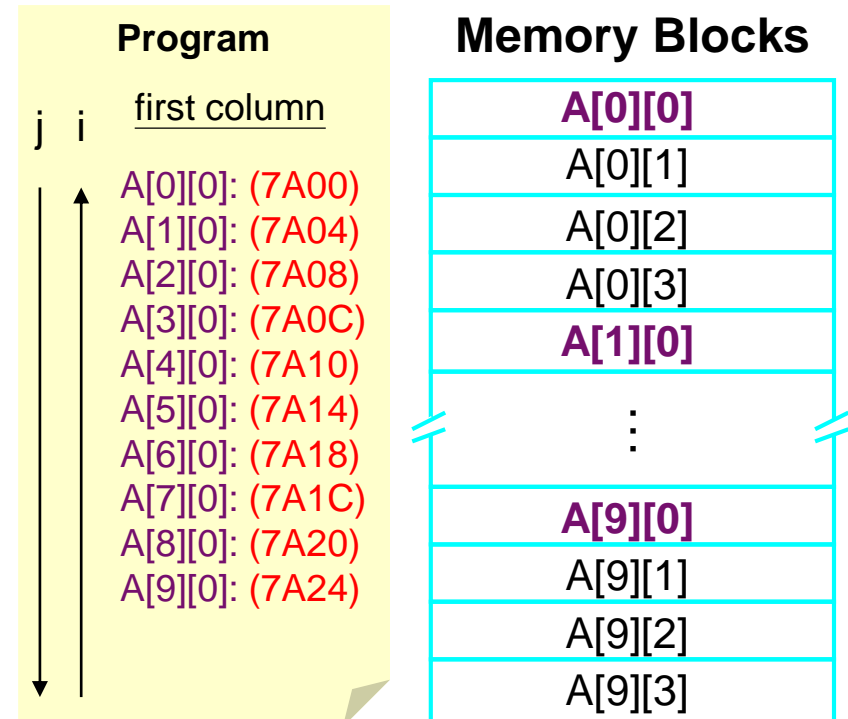 Program
j i
first column
A[0][0]: (7A00)
A[1][0]: (7A04)
A[2][0]: (7A08)
A[3][0]: (7A0C)
A[4][0]: (7A10)
A[5][0]: (7A14)
A[6][0]: (7A18)
A[7][0]: (7A1C)
A[8][0]: (7A20)
A[9][0]: (7A24)
Memory Blocks
A[0][0]
A[0][1]
A[0][2]
A[0][3]
A[1][0]
⋮
A[9][0]
A[9][1]
A[9][2]
A[9][3]